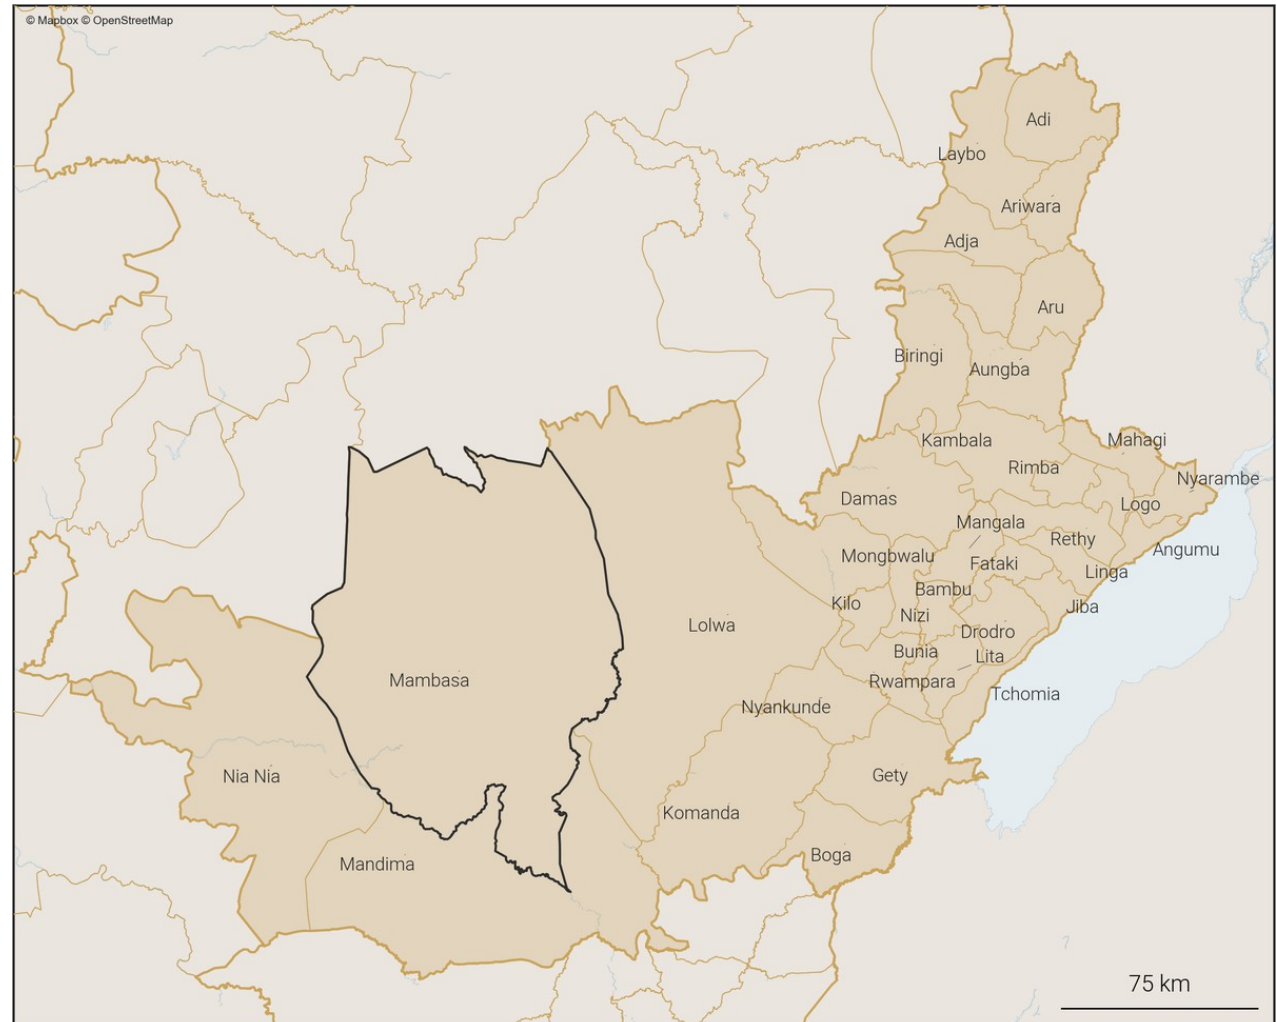 © Mapbox © OpenStreetMap
Adi
Laybo
Ariwara
Adja
Aru
Biringi
Aungba
Kambala
Mahagi
Rimba
Nyarambe
Damas
Logo
Mangala
Rethy
Angumu
Mongbwalu
Fataki
Linga
Bambu
Kilo
Jiba
Nizi
Lolwa
Drodro
Bunia
Lita
Mambasa
Rwampara
Tchomia
Nyankunde
Nia Nia
Gety
Komanda
Boga
Mandima
75 km